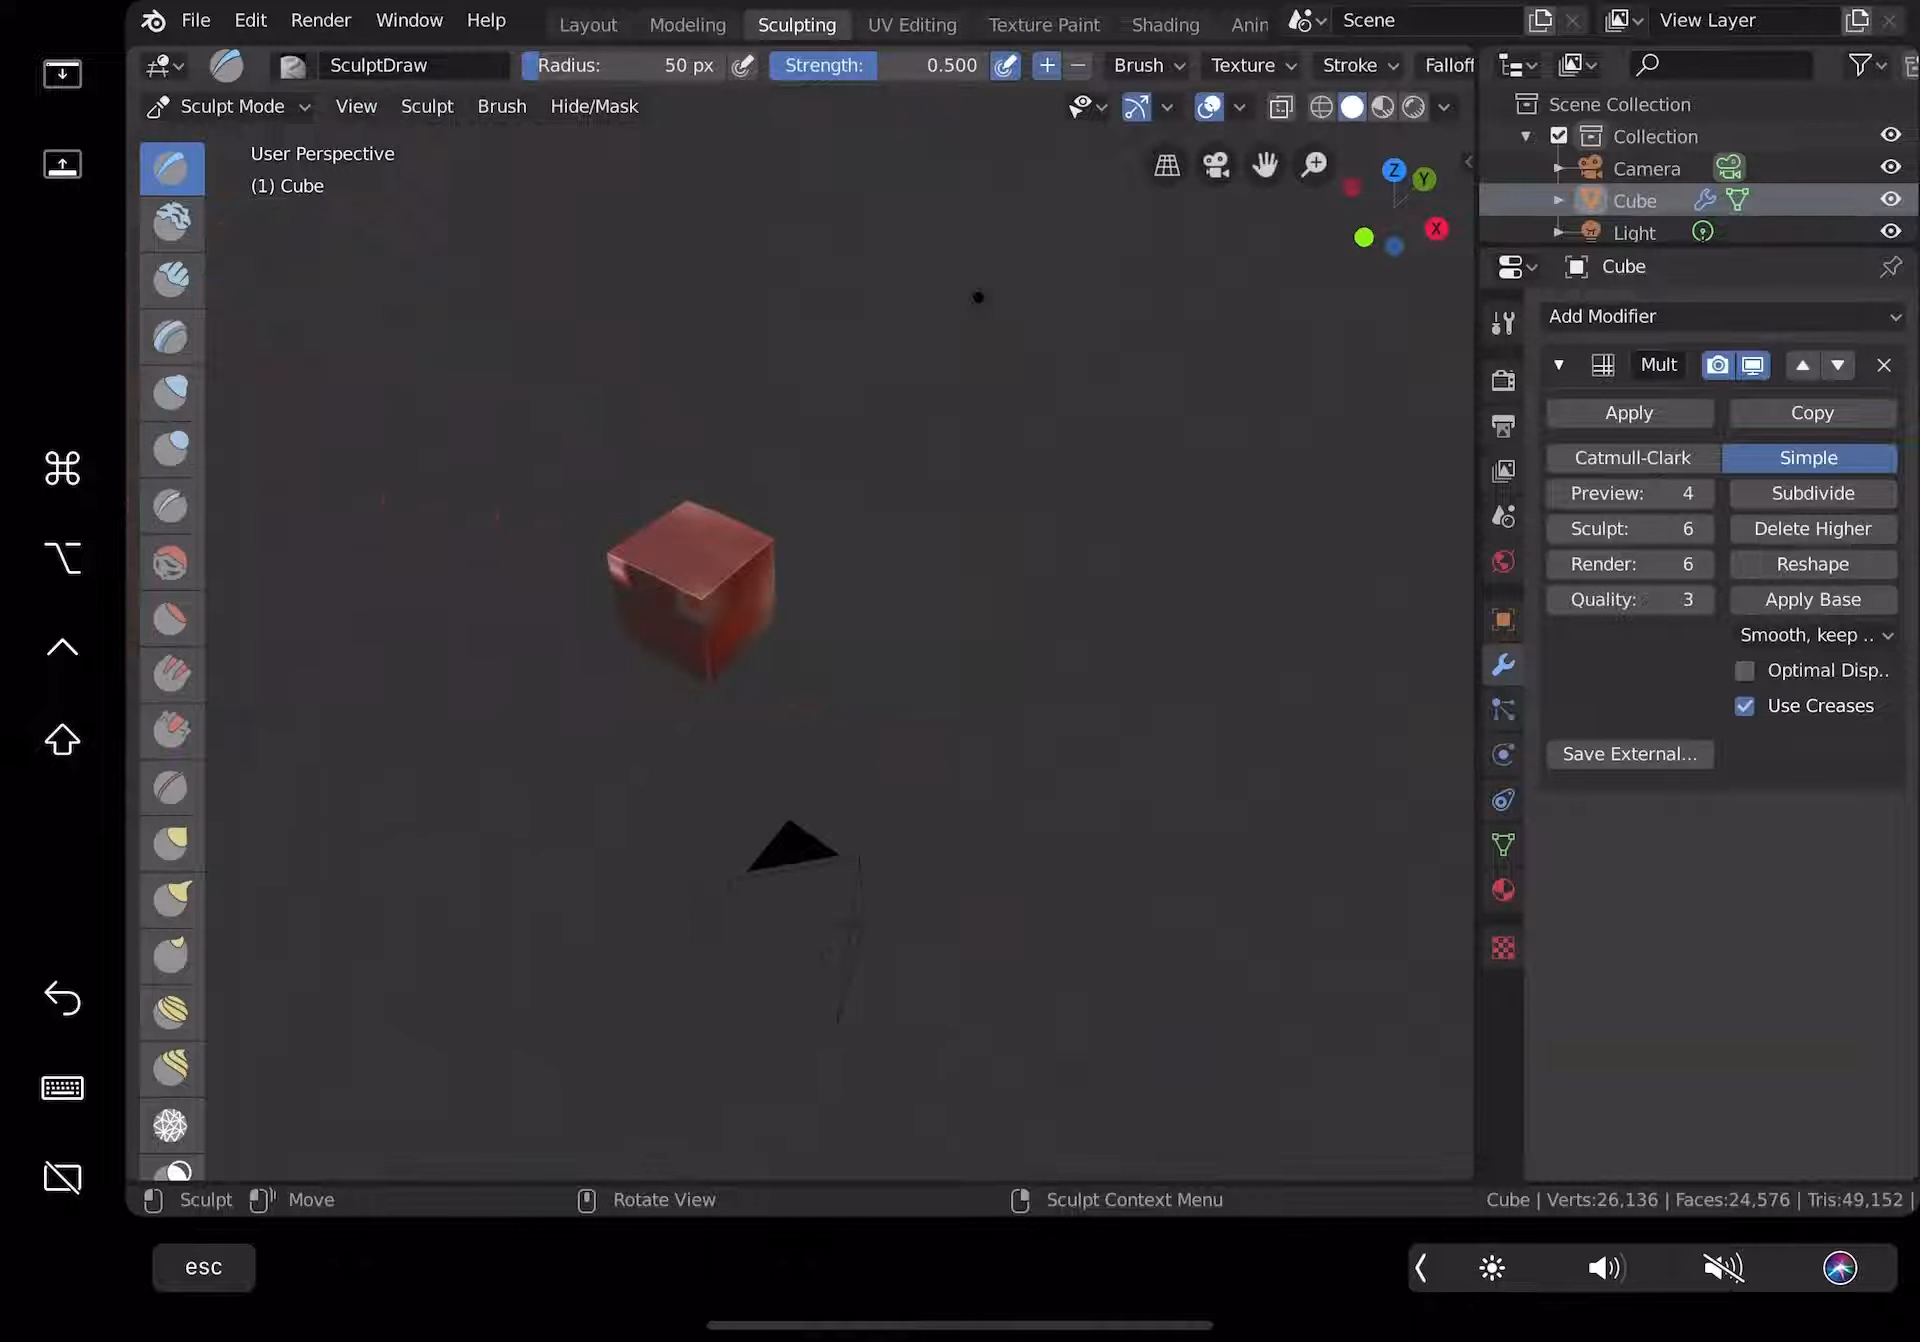 File Edit Render Window Help Layout Modeling Sculpting UV Editing Texture Paint Shading Anin Scene View Layer
SculptDraw Radius: 50 px Strength: 0.500 + − Brush Texture Stroke Falloff
Sculpt Mode View Sculpt Brush Hide/Mask
User Perspective
(1) Cube
Z
Y
X
Scene Collection
Collection
Camera
Cube
Light
Cube
Add Modifier
Mult
Apply Copy
Catmull-Clark Simple
Preview: 4 Subdivide
Sculpt: 6 Delete Higher
Render: 6 Reshape
Quality: 3 Apply Base
Smooth, keep ..
Optimal Disp..
Use Creases
Save External...
Sculpt Move Rotate View Sculpt Context Menu Cube | Verts:26,136 | Faces:24,576 | Tris:49,152 |
esc